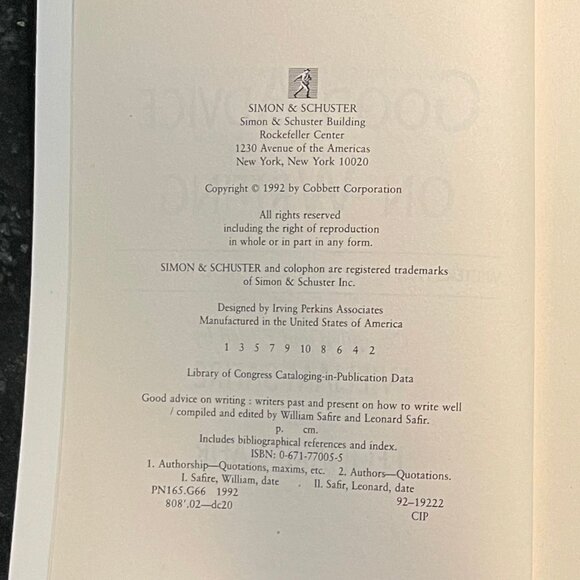 SIMON & SCHUSTER
Simon & Schuster Building
Rockefeller Center
1230 Avenue of the Americas
New York, New York 10020
Copyright © 1992 by Cobbett Corporation
All rights reserved
including the right of reproduction
in whole or in part in any form.
SIMON & SCHUSTER and colophon are registered trademarks
of Simon & Schuster Inc.
Designed by Irving Perkins Associates
Manufactured in the United States of America
1 3 5 7 9 10 8 6 4 2
Library of Congress Cataloging-in-Publication Data
Good advice on writing : writers past and present on how to write well
/ compiled and edited by William Safire and Leonard Safir.
p. cm.
Includes bibliographical references and index.
ISBN: 0-671-77005-5
1. Authorship—Quotations, maxims, etc. 2. Authors—Quotations.
I. Safire, William, date . II. Safir, Leonard, date
PN165.G66 1992
92–19222
808'.02—dc20
CIP